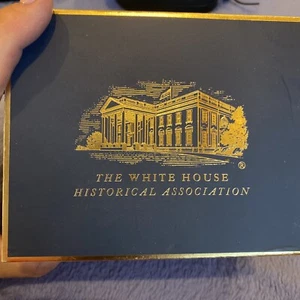 ®
THE WHITE HOUSE
HISTORICAL ASSOCIATION